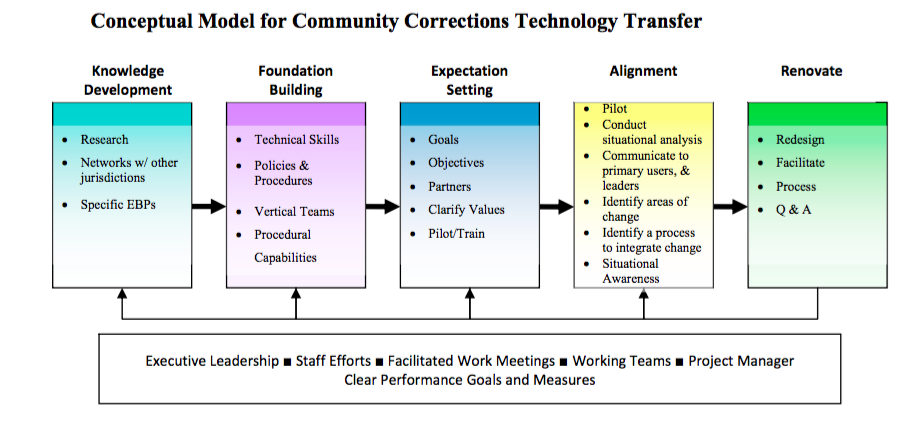 Conceptual Model for Community Corrections Technology Transfer
Knowledge
Development
• Research
• Networks w/ other
jurisdictions
• Specific EBPs
Foundation
Building
• Technical Skills
• Policies &
Procedures
• Vertical Teams
• Procedural
Capabilities
Expectation
Setting
• Goals
• Objectives
• Partners
• Clarify Values
• Pilot/Train
Alignment
• Pilot
• Conduct
situational analysis
• Communicate to
primary users, &
leaders
• Identify areas of
change
• Identify a process
to integrate change
• Situational
Awareness
Renovate
• Redesign
• Facilitate
• Process
• Q & A
Executive Leadership ■ Staff Efforts ■ Facilitated Work Meetings ■ Working Teams ■ Project Manager
Clear Performance Goals and Measures